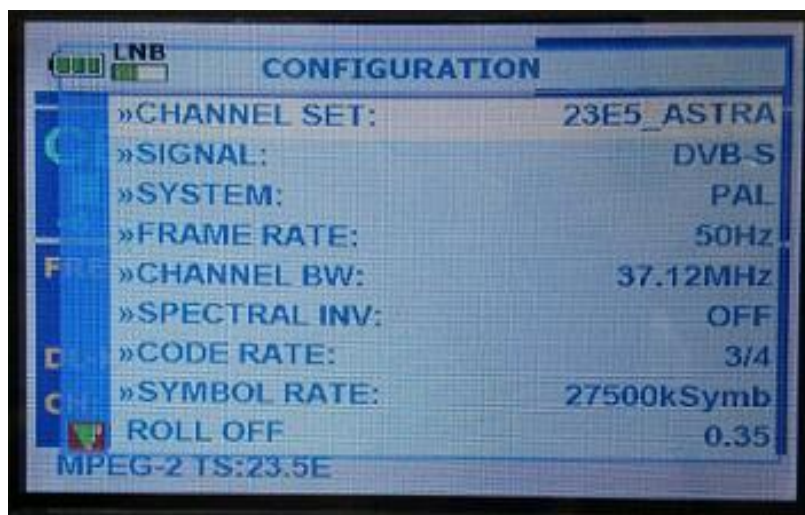 LNB
CONFIGURATION
»CHANNEL SET: 23E5_ASTRA
»SIGNAL: DVB-S
»SYSTEM: PAL
»FRAME RATE: 50Hz
»CHANNEL BW: 37.12MHz
»SPECTRAL INV: OFF
»CODE RATE: 3/4
»SYMBOL RATE: 27500kSymb
ROLL OFF 0.35
MPEG-2 TS:23.5E